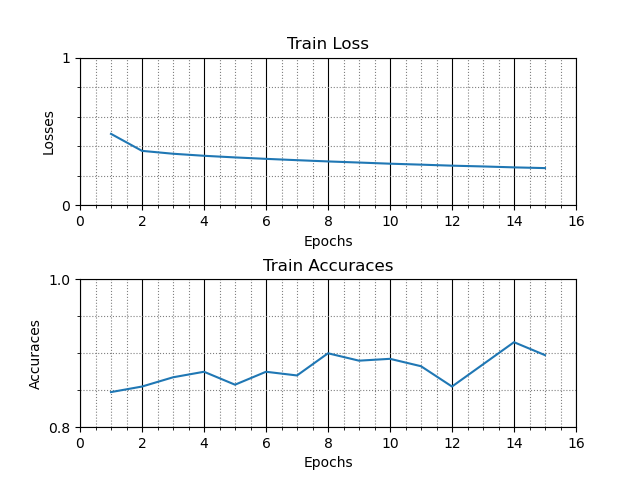 Train Loss
1
Losses
0
0 2 4 6 8 10 12 14 16
Epochs
Train Accuraces
1.0
Accuraces
0.8
0 2 4 6 8 10 12 14 16
Epochs